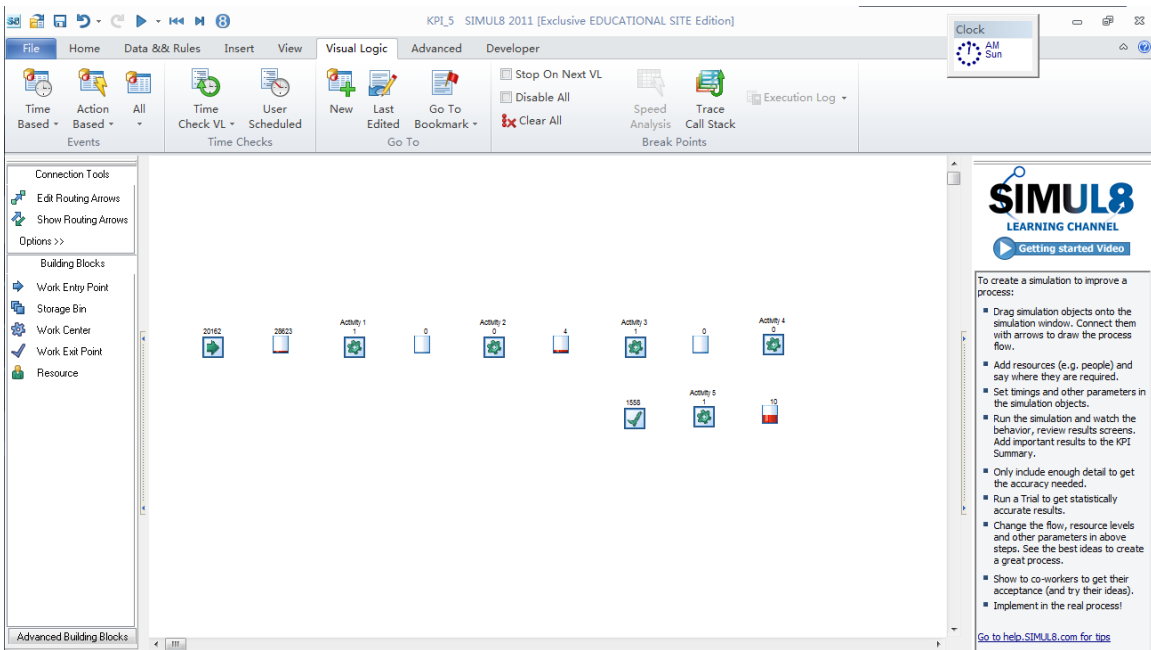 KPI_5 SIMUL8 2011 [Exclusive EDUCATIONAL SITE Edition]
Clock
AM
Sun
File Home Data && Rules Insert View Visual Logic Advanced Developer
Time Based
Action Based
All
Events
Time Check VL
User Scheduled
Time Checks
New
Last Edited
Go To Bookmark
Go To
Stop On Next VL
Disable All
Clear All
Speed Analysis
Trace Call Stack
Execution Log
Break Points
Connection Tools
Edit Routing Arrows
Show Routing Arrows
Options >>
Building Blocks
Work Entry Point
Storage Bin
Work Center
Work Exit Point
Resource
Advanced Building Blocks
20162
28623
Activity 1
1
0
Activity 2
0
4
Activity 3
1
0
Activity 4
0
1558
Activity 5
1
10
SIMUL8
LEARNING CHANNEL
Getting started Video
To create a simulation to improve a
process:
Drag simulation objects onto the
simulation window. Connect them
with arrows to draw the process
flow.
Add resources (e.g. people) and
say where they are required.
Set timings and other parameters in
the simulation objects.
Run the simulation and watch the
behavior, review results screens.
Add important results to the KPI
Summary.
Only include enough detail to get
the accuracy needed.
Run a Trial to get statistically
accurate results.
Change the flow, resource levels
and other parameters in above
steps. See the best ideas to create
a great process.
Show to co-workers to get their
acceptance (and try their ideas).
Implement in the real process!
Go to help.SIMUL8.com for tips